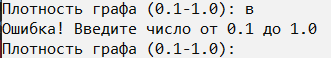 Плотность графа (0.1-1.0): в
Ошибка! Введите число от 0.1 до 1.0
Плотность графа (0.1-1.0):